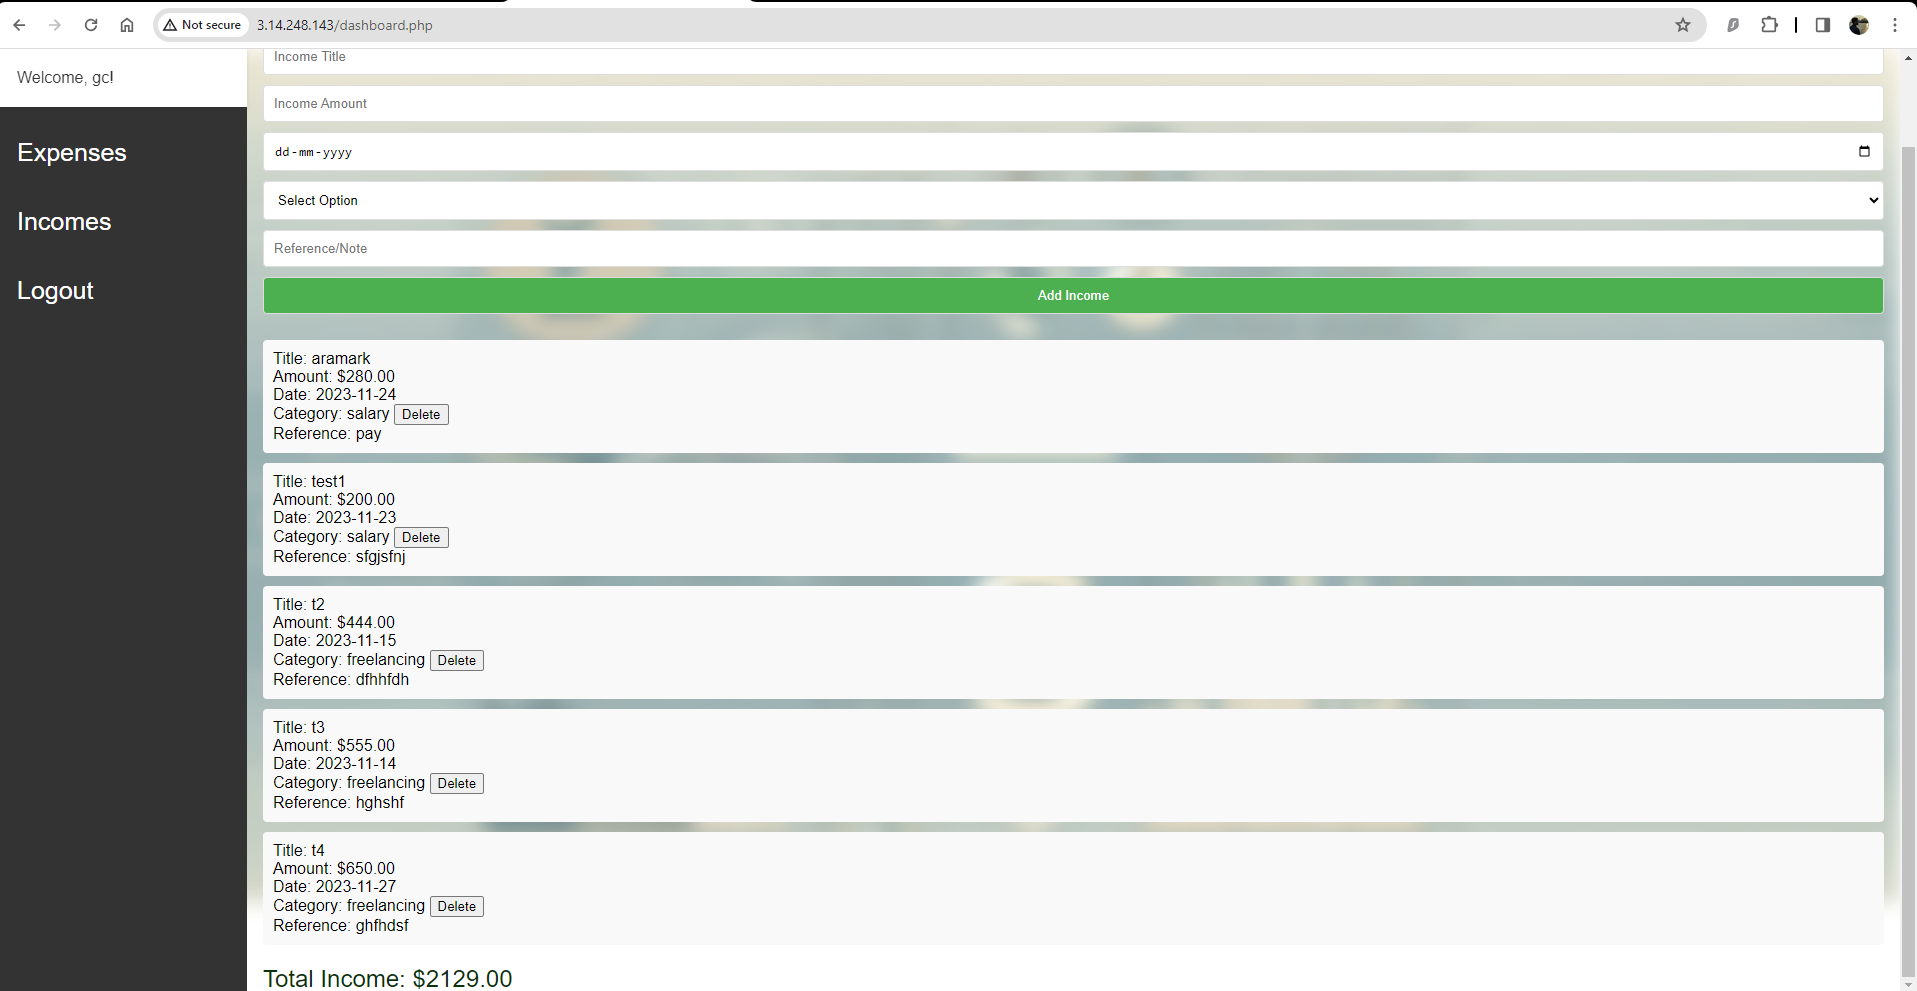 Not secure 3.14.248.143/dashboard.php
Welcome, gc!
Expenses
Incomes
Logout
Income Title
Income Amount
dd-mm-yyyy
Select Option
Reference/Note
Add Income
Title: aramark
Amount: $280.00
Date: 2023-11-24
Category: salary Delete
Reference: pay
Title: test1
Amount: $200.00
Date: 2023-11-23
Category: salary Delete
Reference: sfgjsfnj
Title: t2
Amount: $444.00
Date: 2023-11-15
Category: freelancing Delete
Reference: dfhhfdh
Title: t3
Amount: $555.00
Date: 2023-11-14
Category: freelancing Delete
Reference: hghshf
Title: t4
Amount: $650.00
Date: 2023-11-27
Category: freelancing Delete
Reference: ghfhdsf
Total Income: $2129.00